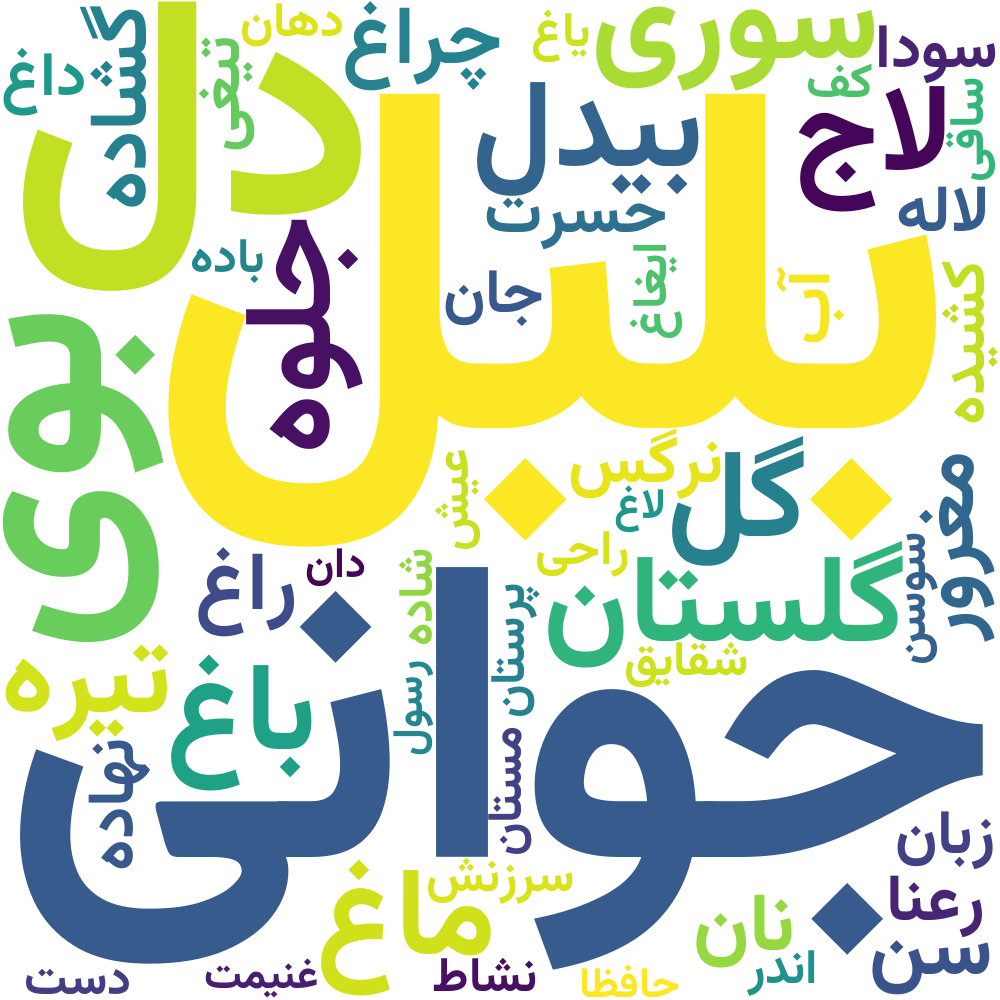 گشاده
دهان
چراغ
یاغ
سوری
سودا
داغ
تیغی
دل
کف
ساقی
لاج
بیدل
بلبل
لاله
حسرت
باده
جلوه
جان
ایغاغ
آب
کشیده
بوی
نرگس
گل
مغرور
عیش
لاغ
راحی
دان
راغ
شاده
پرستان
گلستان
سوسن
شقایق
تیره
باغ
رسول
جوانی
نهاده
مستان
زبان
سرزنش
ماغ
رعنا
نان
سن
اندر
دست
غنیمت
نشاط
حافظا